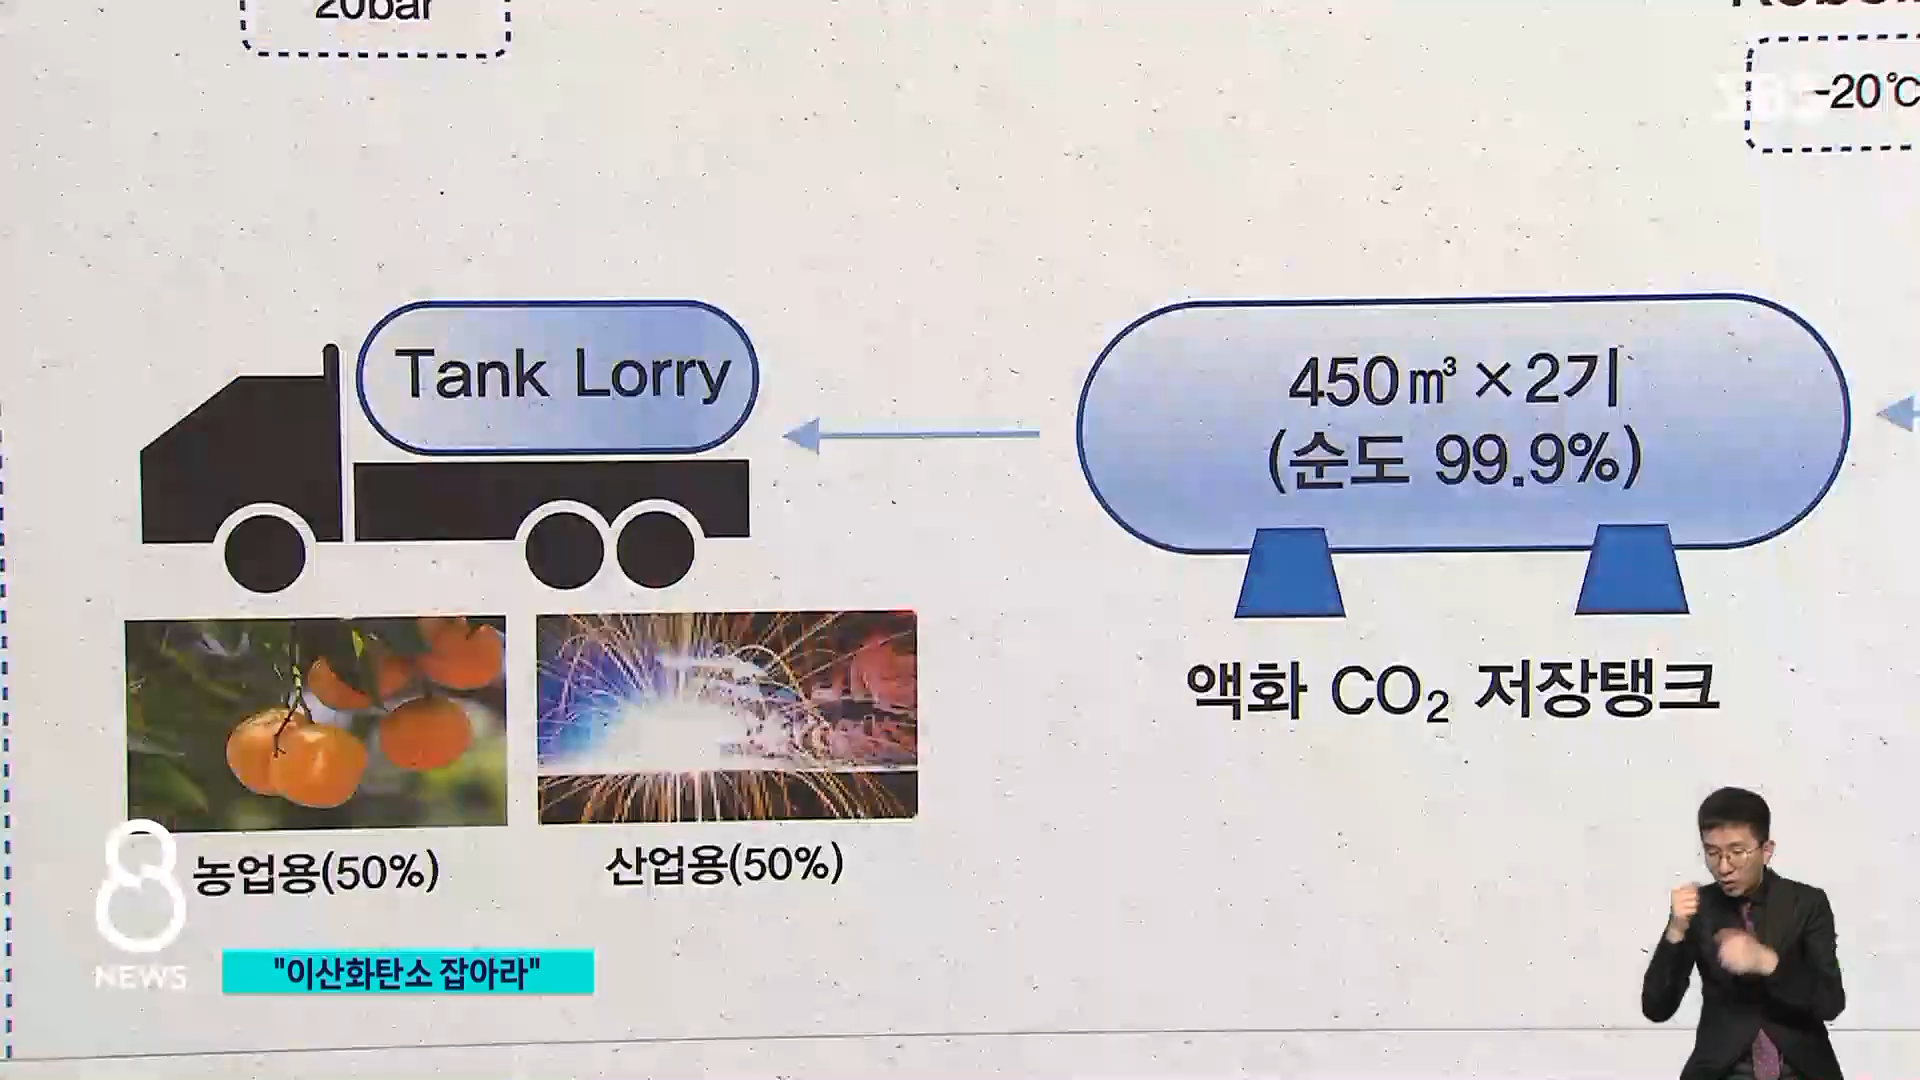 20bar
-20℃
SBS
Tank Lorry
450㎥×2기
(순도 99.9%)
액화 CO₂ 저장탱크
농업용(50%)
산업용(50%)
8
NEWS
"이산화탄소 잡아라"